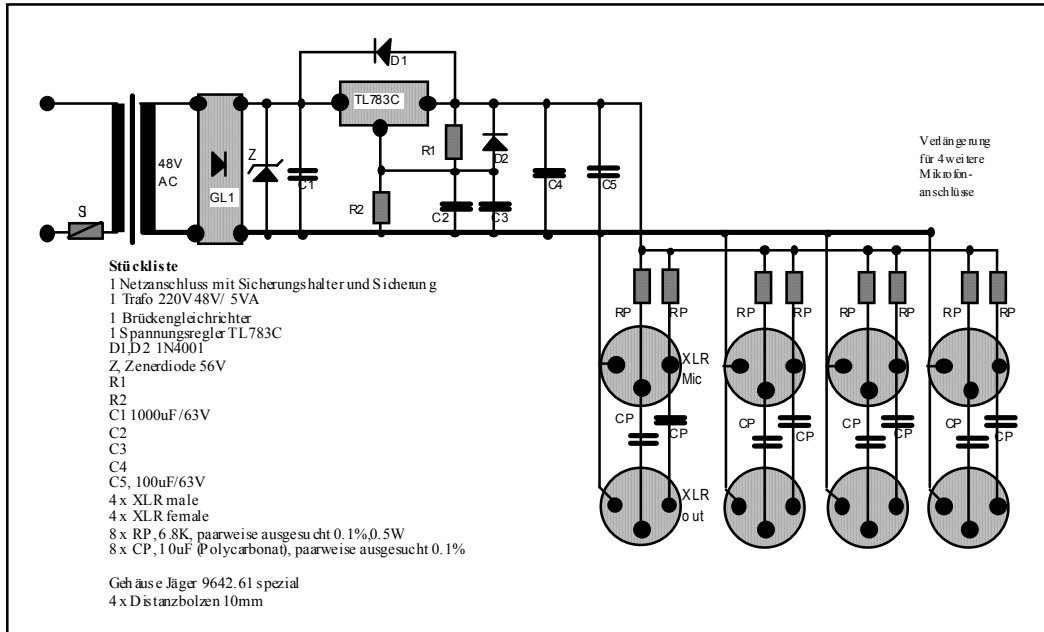 D1
TL783C
Verlängerung
für 4 weitere
Mikrofon-
anschlüsse
R1
D2
48V
AC
Z
GL1
C1
C4
C5
R2
C2
C3
SI
Stückliste
1 Netzanschluss mit Sicherungshalter und Sicherung
1 Trafo 220V 48V/ 5VA
1 Brückengleichrichter
1 Spannungsregler TL783C
D1,D2 1N4001
Z, Zenerdiode 56V
R1
R2
C1 1000uF/63V
C2
C3
C4
C5, 100uF/63V
4 x XLR male
4 x XLR female
8 x RP, 6.8K, paarweise ausgesucht 0.1%,0.5W
8 x CP, 10uF (Polycarbonat), paarweise ausgesucht 0.1%
Gehäuse Jäger 9642.61 spezial
4 x Distanzbolzen 10mm
RP RP RP RP RP RP RP RP
XLR
Mic
CP CP CP CP CP CP CP CP
XLR
out